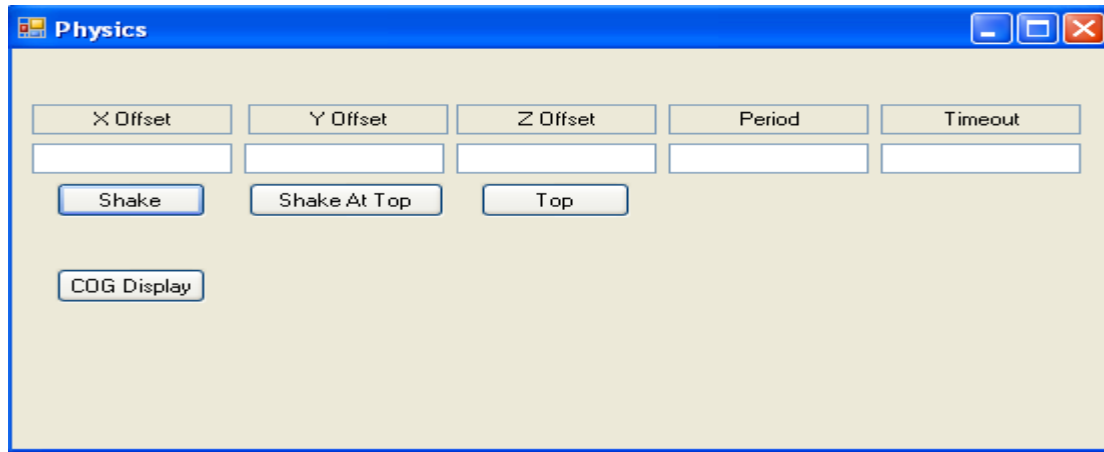 Physics
X Offset Y Offset Z Offset Period Timeout
Shake Shake At Top Top
COG Display